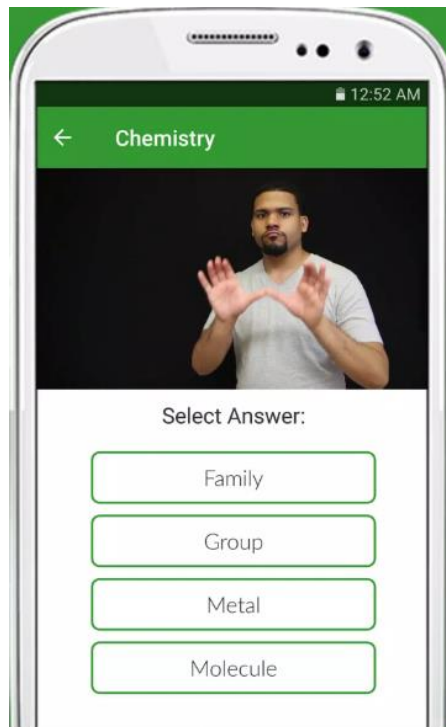 12:52 AM
Chemistry
Select Answer:
Family
Group
Metal
Molecule